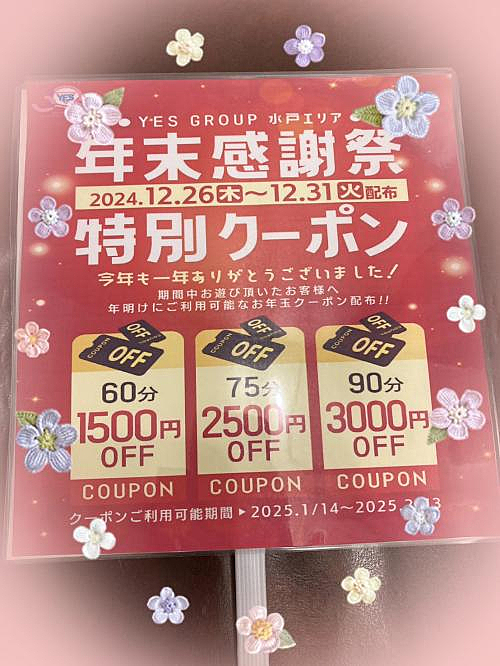 YES
YES GROUP 水戸エリア
年末感謝祭
2024.12.26木～12.31火配布
特別クーポン
今年も一年ありがとうございました!
期間中お遊び頂いたお客様へ
年明けにご利用可能なお年玉クーポン配布!!
COUPON OFF OFF
COUPON OFF OFF
COUPON OFF OFF
60分 75分 90分
1500円 2500円 3000円
OFF OFF OFF
COUPON COUPON COUPON
クーポンご利用可能期間▶2025.1/14～2025